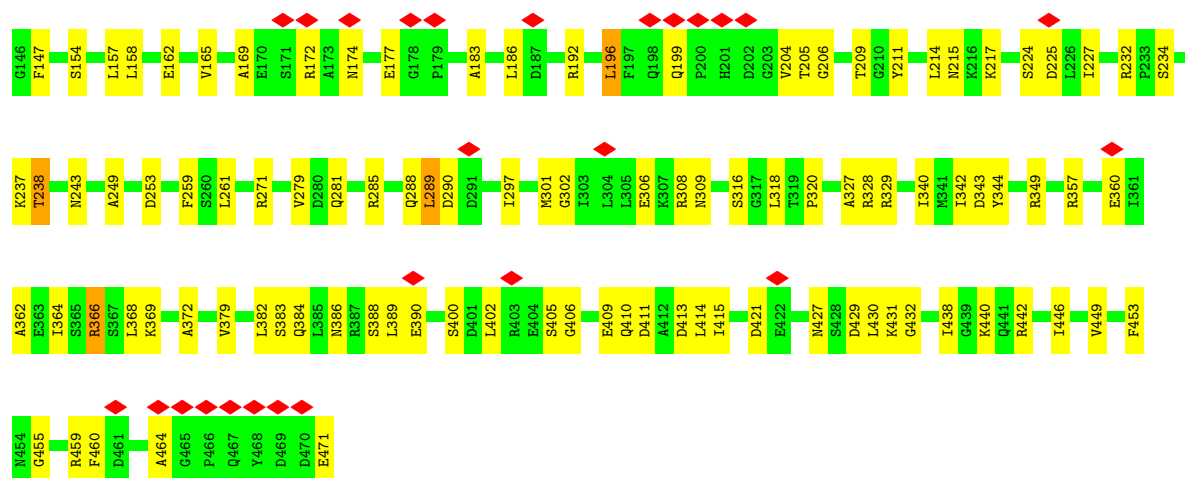 G146 F147 S154 L157 L158 E162 V165 A169 E170 S171 R172 A173 N174 E177 G178 P179 A183 L186 D187 R192 L196 F197 Q198 Q199 P200 H201 D202 G203 V204 T205 G206 T209 G210 Y211 L214 N215 K216 K217 S224 D225 L226 I227 R232 P233 S234
K237 T238 N243 A249 D253 F259 S260 L261 R271 V279 D280 Q281 R285 Q288 L289 D290 D291 I297 M301 G302 I303 L304 L305 E306 K307 R308 N309 S316 G317 L318 T319 P320 A327 R328 R329 I340 M341 I342 D343 Y344 R349 R357 E360 I361
A362 E363 I364 S365 R366 S367 L368 K369 A372 V379 L382 S383 Q384 L385 N386 R387 S388 L389 E390 S400 D401 L402 R403 E404 S405 G406 E409 Q410 D411 A412 D413 L414 I415 D421 E422 N427 S428 D429 L430 K431 G432 I438 G439 K440 Q441 R442 I446 V449 F453
N454 G455 R459 F460 D461 A464 G465 P466 Q467 Y468 D469 D470 E471